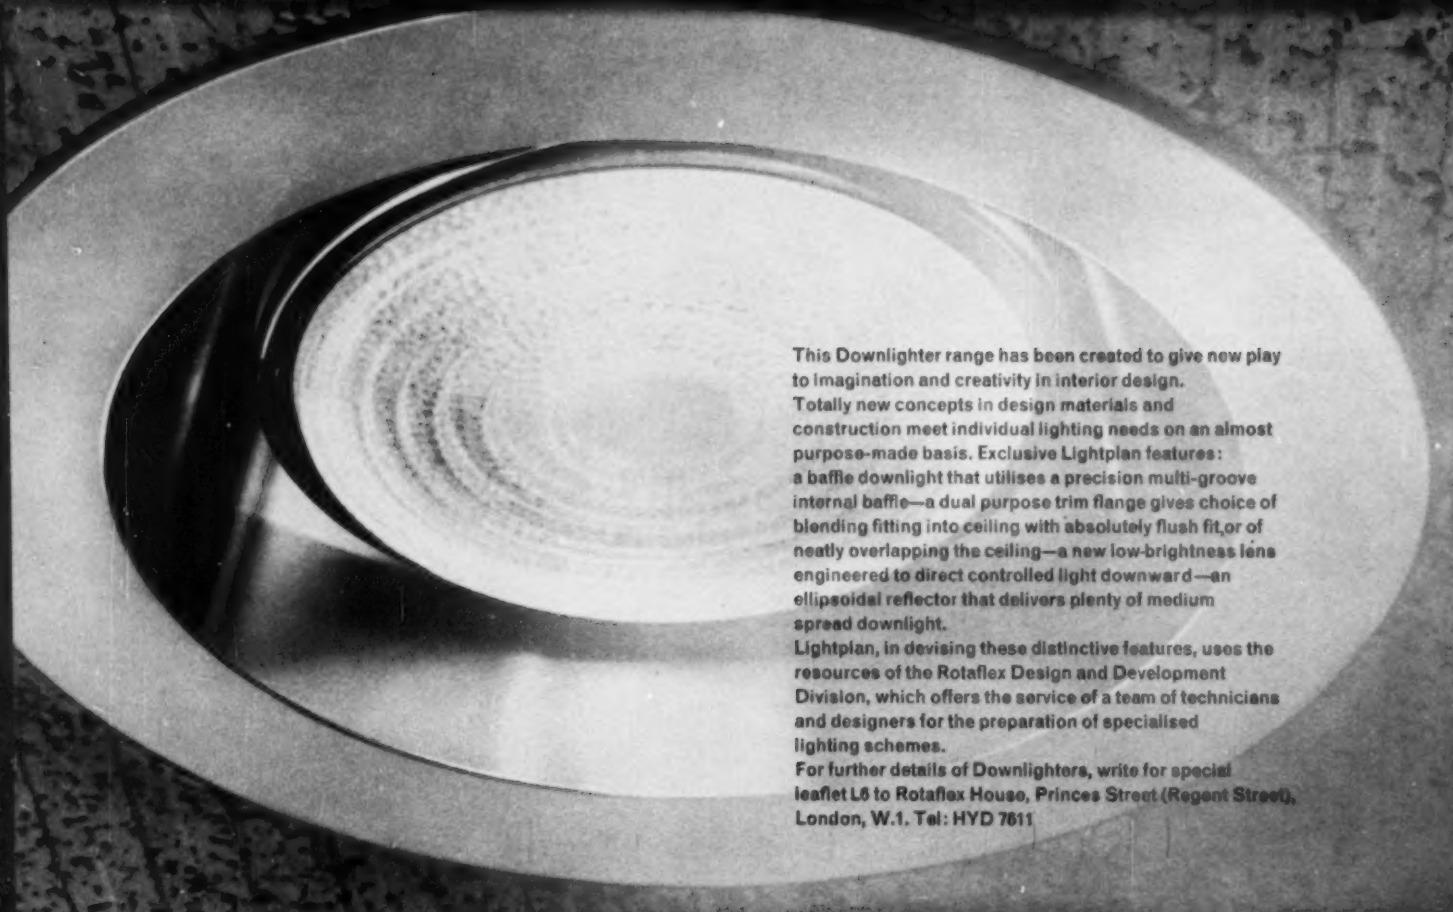 This Downlighter range has been created to give new play
to imagination and creativity in interior design.
Totally new concepts in design materials and
construction meet individual lighting needs on an almost
purpose-made basis. Exclusive Lightplan features:
a baffle downlight that utilises a precision multi-groove
internal baffle—a dual purpose trim flange gives choice of
blending fitting into ceiling with absolutely flush fit,or of
neatly overlapping the ceiling—a new low-brightness lens
engineered to direct controlled light downward—an
ellipsoidal reflector that delivers plenty of medium
spread downlight.
Lightplan, in devising these distinctive features, uses the
resources of the Rotaflex Design and Development
Division, which offers the service of a team of technicians
and designers for the preparation of specialised
lighting schemes.
For further details of Downlighters, write for special
leaflet L6 to Rotaflex House, Princes Street (Regent Street),
London, W.1. Tel: HYD 7611